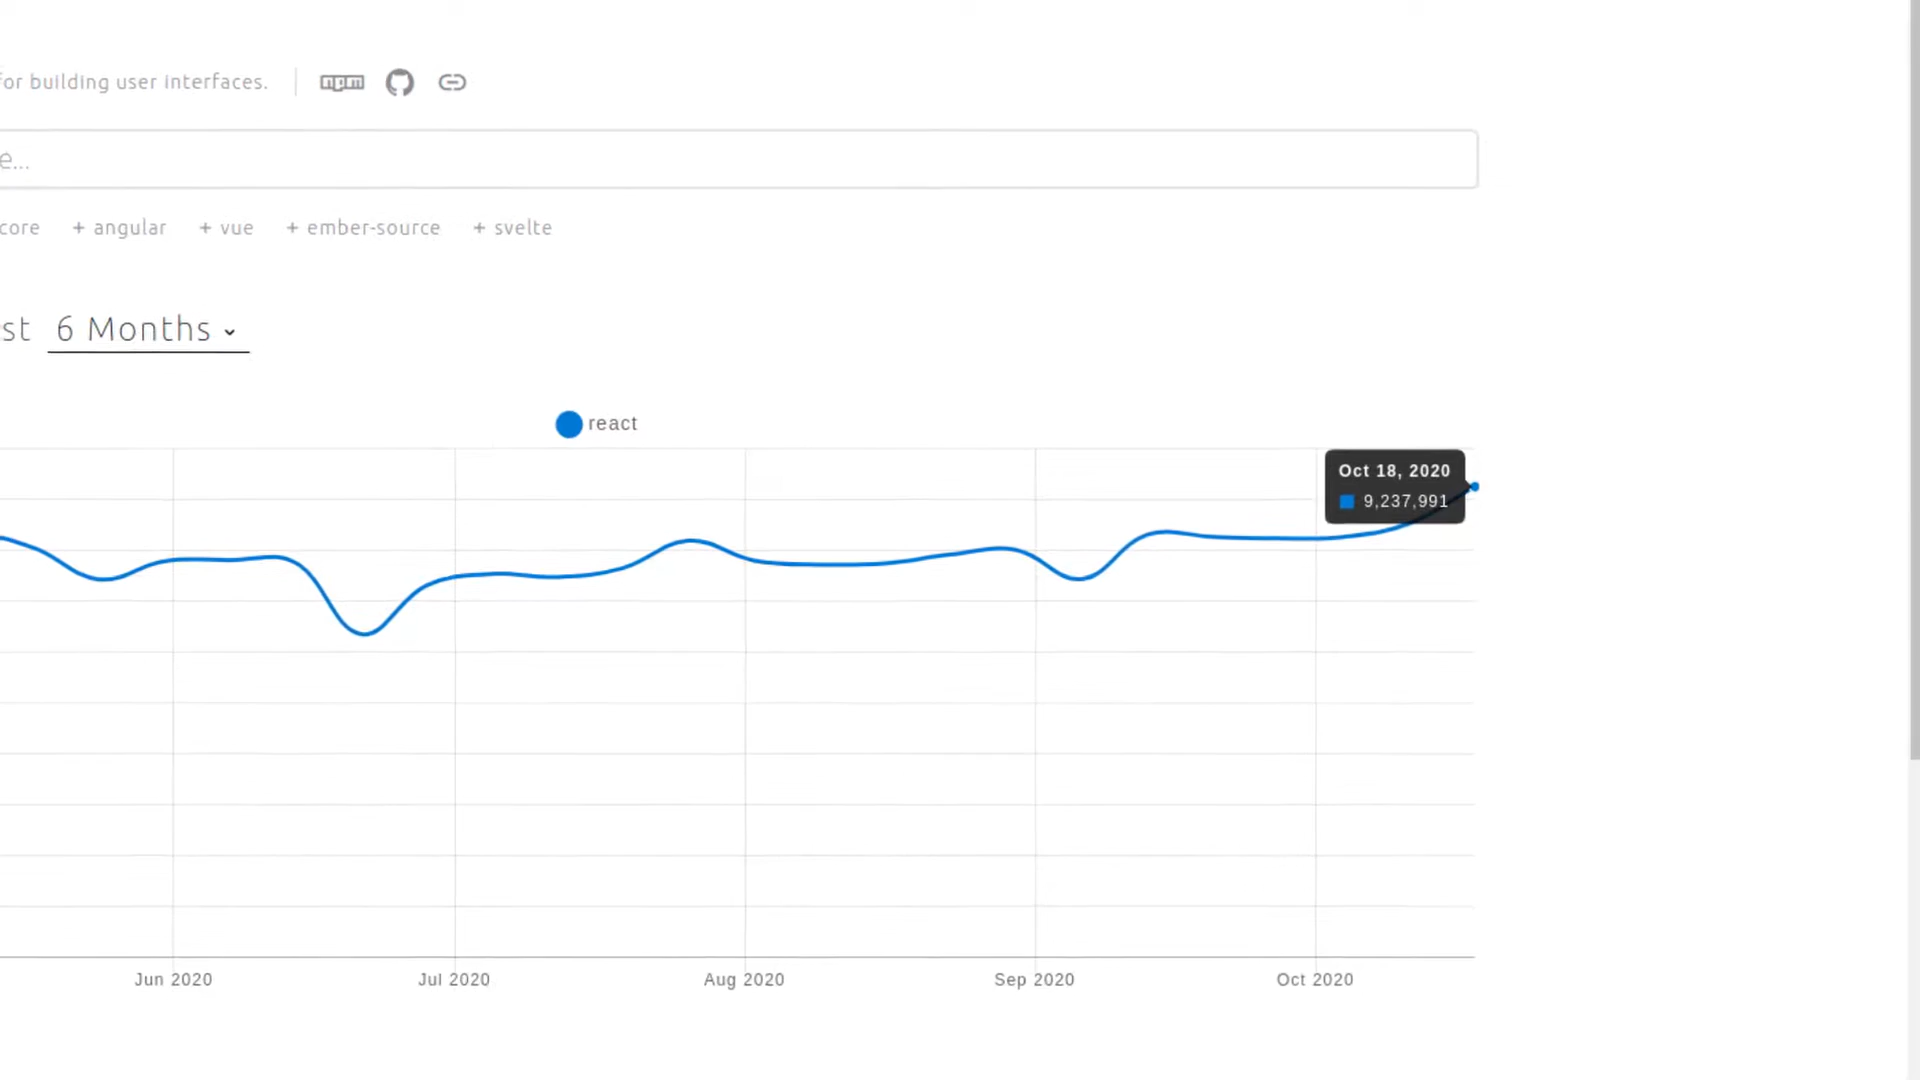 for building user interfaces. npm
e...
core + angular + vue + ember-source + svelte
st 6 Months
react
Oct 18, 2020
9,237,991
Jun 2020 Jul 2020 Aug 2020 Sep 2020 Oct 2020